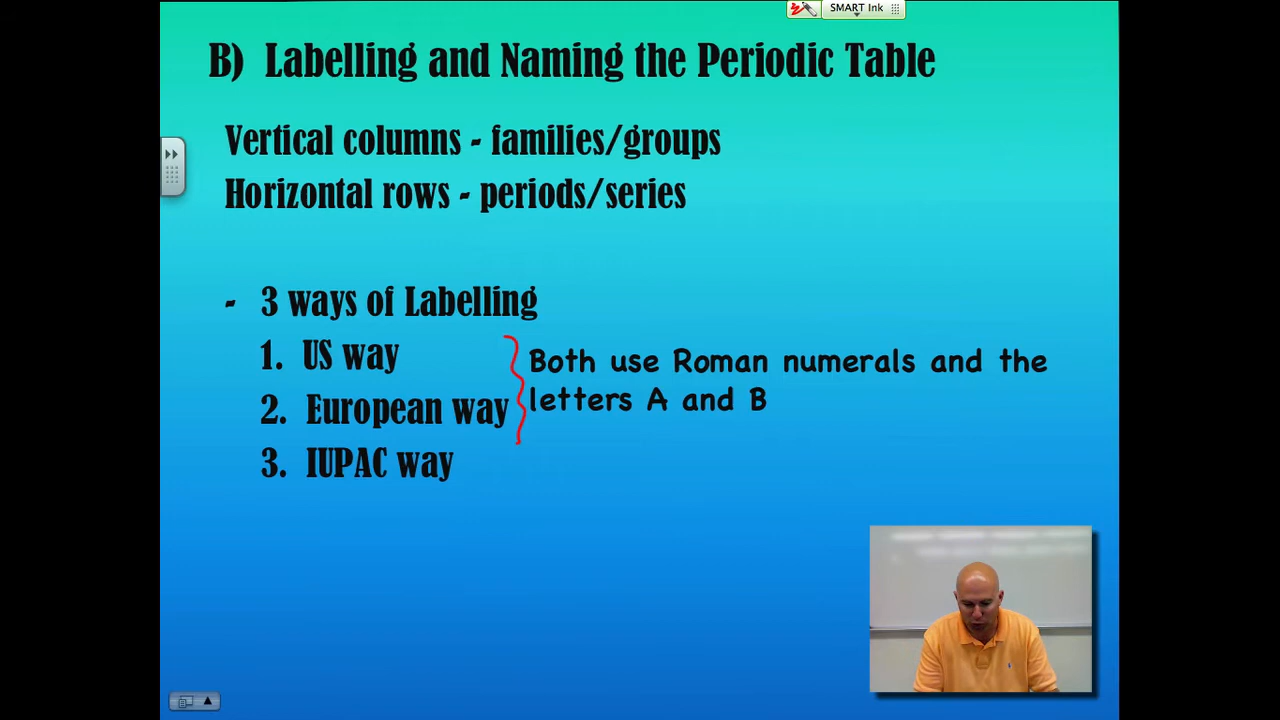 SMART Ink
B) Labelling and Naming the Periodic Table
Vertical columns - families/groups
Horizontal rows - periods/series
- 3 ways of Labelling
1. US way
2. European way
Both use Roman numerals and the
letters A and B
3. IUPAC way